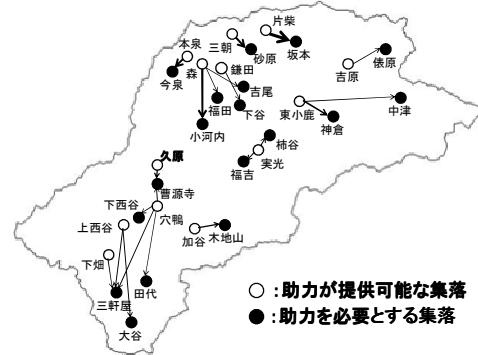 片柴
三朝
本泉
砂原
坂本
森
鎌田
今泉
吉原
俵原
吉尾
福田
下谷
東小鹿
中津
神倉
小河内
柿谷
久原
福吉
実光
曹源寺
下西谷
穴鴨
上西谷
加谷
木地山
下畑
三軒屋
田代
大谷
○：助力が提供可能な集落
●：助力を必要とする集落